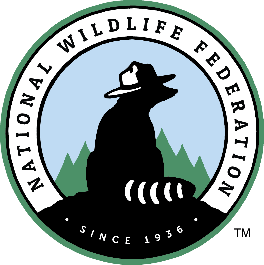 NATIONAL WILDLIFE FEDERATION
• SINCE 1936 •
TM